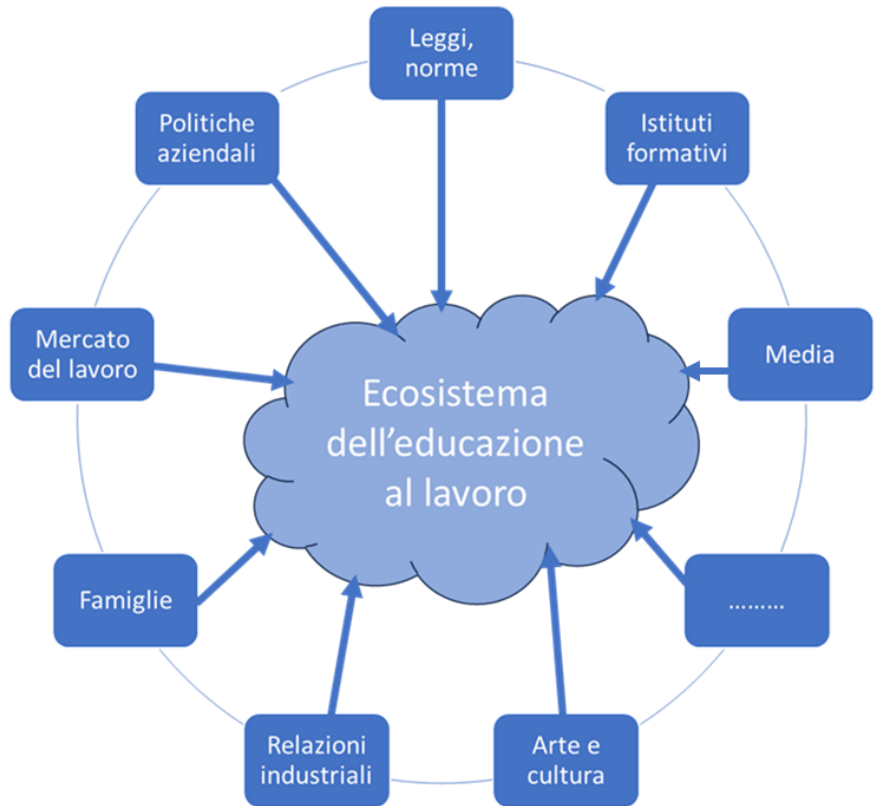 Leggi,
norme
Istituti
formativi
Media
………
Arte e
cultura
Relazioni
industriali
Famiglie
Mercato
del lavoro
Politiche
aziendali
Ecosistema
dell’educazione
al lavoro